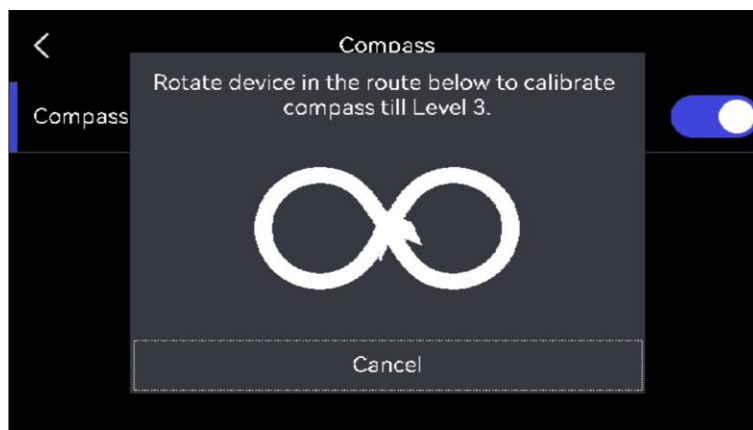 Compass
Rotate device in the route below to calibrate
compass till Level 3.
Compass
Cancel